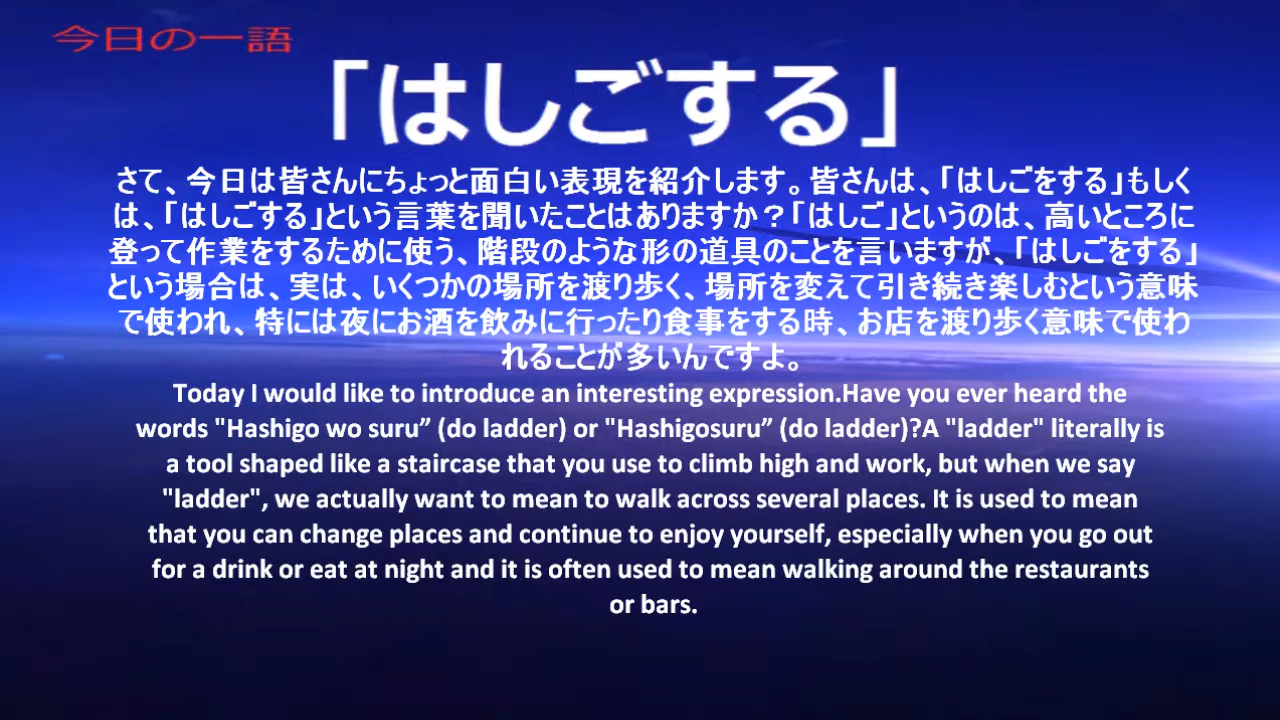 今日の一語
「はしごする」
さて、今日は皆さんにちょっと面白い表現を紹介します。皆さんは、「はしごをする」もしく
は、「はしごする」という言葉を聞いたことはありますか？「はしご」というのは、高いところに
登って作業をするために使う、階段のような形の道具のことを言いますが、「はしごをする」
という場合は、実は、いくつかの場所を渡り歩く、場所を変えて引き続き楽しむという意味
で使われ、特には夜にお酒を飲みに行ったり食事をする時、お店を渡り歩く意味で使わ
れることが多いんですよ。
Today I would like to introduce an interesting expression.Have you ever heard the
words "Hashigo wo suru” (do ladder) or "Hashigosuru” (do ladder)?A "ladder" literally is
a tool shaped like a staircase that you use to climb high and work, but when we say
"ladder", we actually want to mean to walk across several places. It is used to mean
that you can change places and continue to enjoy yourself, especially when you go out
for a drink or eat at night and it is often used to mean walking around the restaurants
or bars.